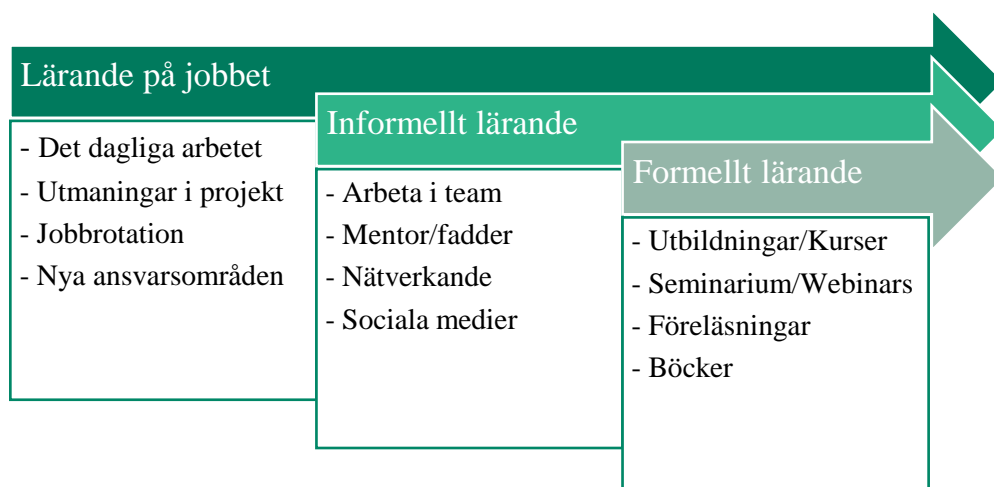 Lärande på jobbet
- Det dagliga arbetet
- Utmaningar i projekt
- Jobbrotation
- Nya ansvarsområden
Informellt lärande
- Arbeta i team
- Mentor/fadder
- Nätverkande
- Sociala medier
Formellt lärande
- Utbildningar/Kurser
- Seminarium/Webinars
- Föreläsningar
- Böcker